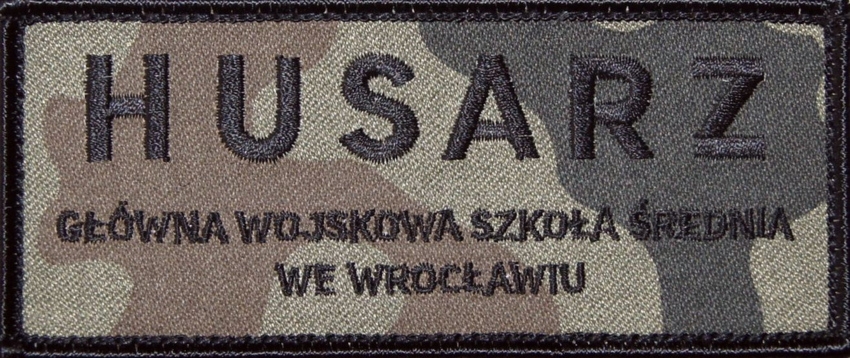 HUSARZ
GŁÓWNA WOJSKOWA SZKOŁA ŚREDNIA
WE WROCŁAWIU